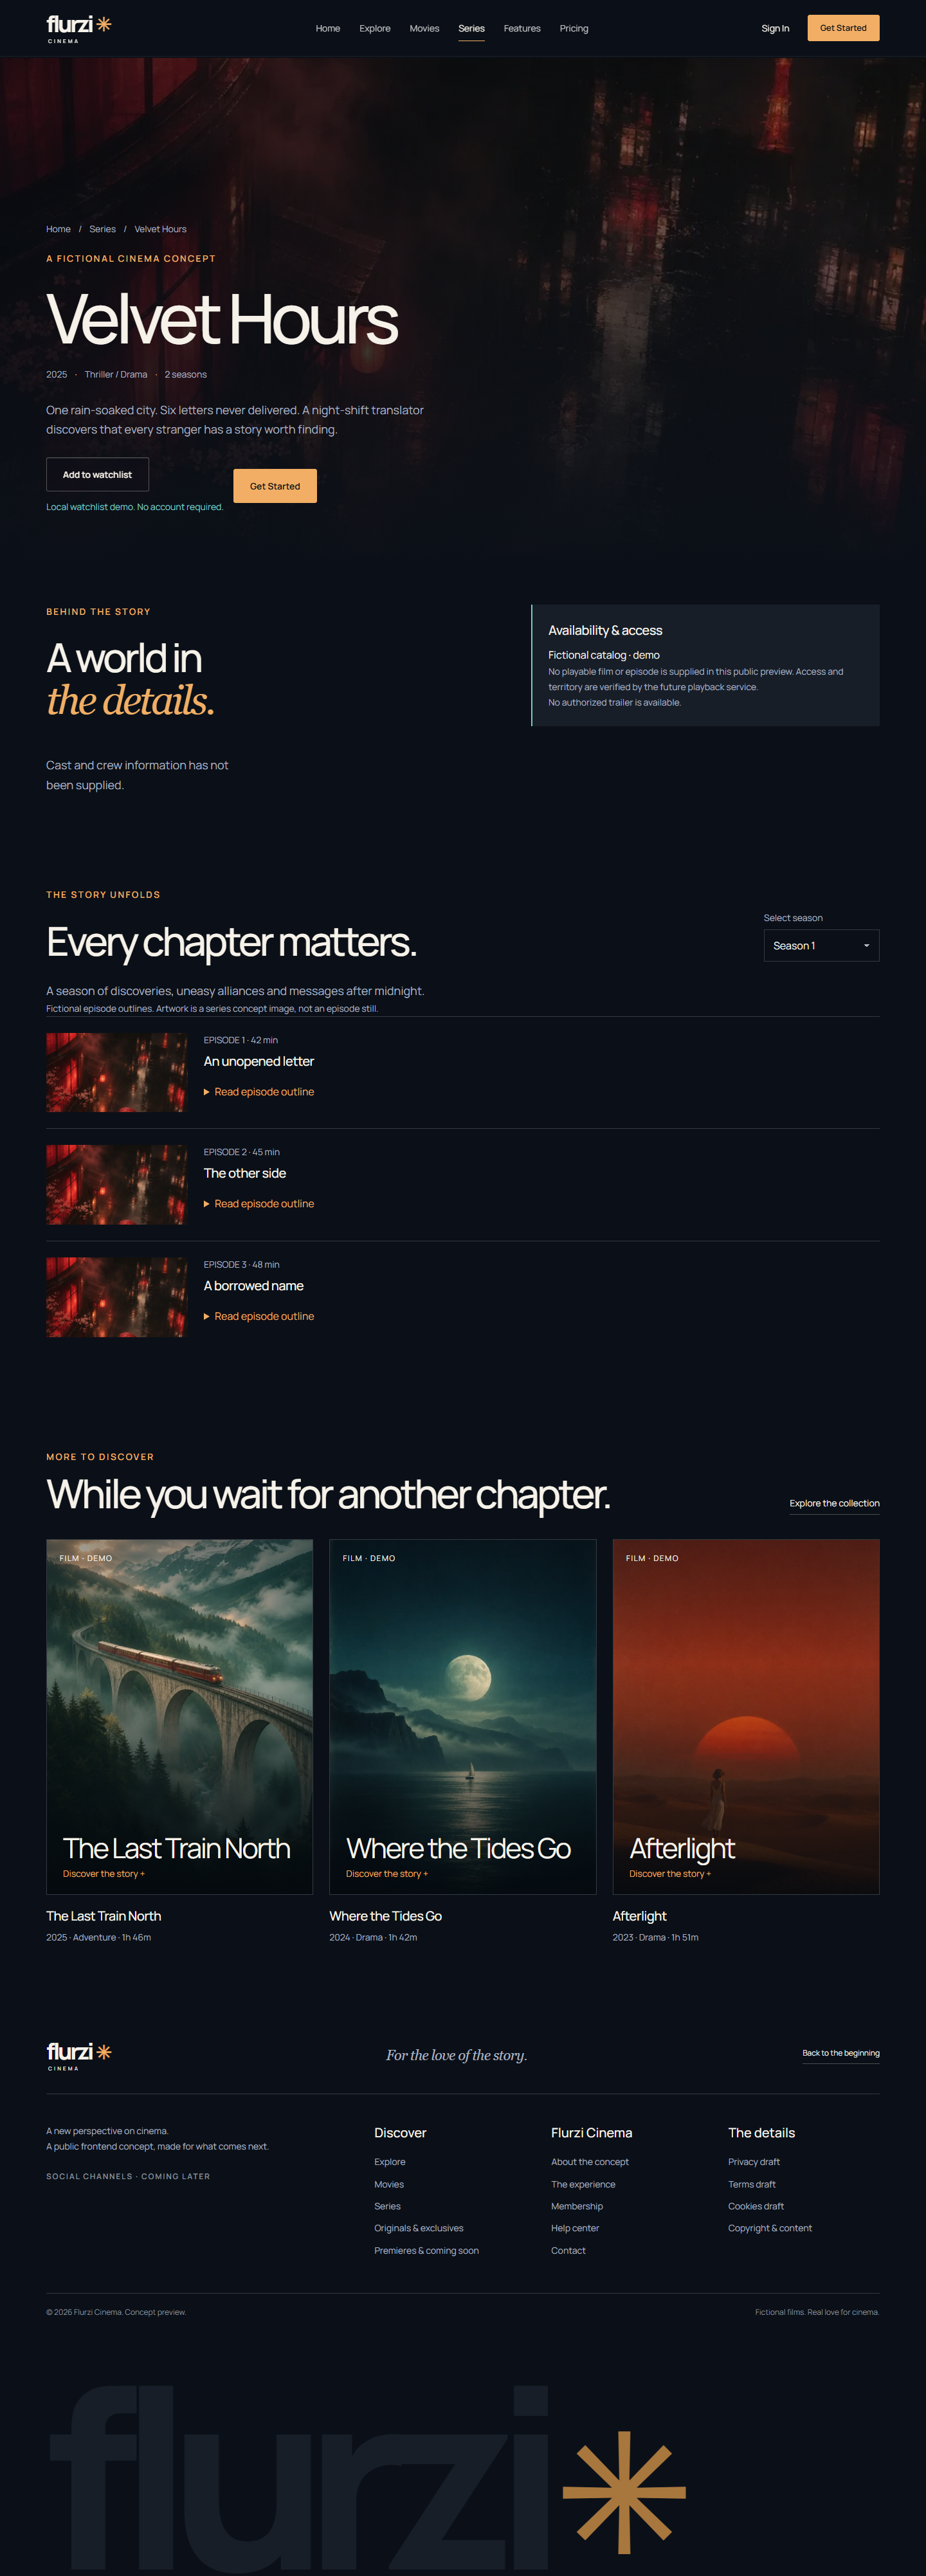 flurzi
CINEMA
Home
Explore
Movies
Series
Features
Pricing
Sign In
Get Started
Home / Series / Velvet Hours
A FICTIONAL CINEMA CONCEPT
Velvet Hours
2025 · Thriller / Drama · 2 seasons
One rain-soaked city. Six letters never delivered. A night-shift translator
discovers that every stranger has a story worth finding.
Add to watchlist
Get Started
Local watchlist demo. No account required.
BEHIND THE STORY
A world in
the details.
Cast and crew information has not
been supplied.
Availability & access
Fictional catalog · demo
No playable film or episode is supplied in this public preview. Access and
territory are verified by the future playback service.
No authorized trailer is available.
THE STORY UNFOLDS
Every chapter matters.
Select season
Season 1
A season of discoveries, uneasy alliances and messages after midnight.
Fictional episode outlines. Artwork is a series concept image, not an episode still.
EPISODE 1 · 42 min
An unopened letter
Read episode outline
EPISODE 2 · 45 min
The other side
Read episode outline
EPISODE 3 · 48 min
A borrowed name
Read episode outline
MORE TO DISCOVER
While you wait for another chapter.
Explore the collection
FILM · DEMO
The Last Train North
Discover the story +
The Last Train North
2025 · Adventure · 1h 46m
FILM · DEMO
Where the Tides Go
Discover the story +
Where the Tides Go
2024 · Drama · 1h 42m
FILM · DEMO
Afterlight
Discover the story +
Afterlight
2023 · Drama · 1h 51m
flurzi
CINEMA
For the love of the story.
Back to the beginning
A new perspective on cinema.
A public frontend concept, made for what comes next.
SOCIAL CHANNELS · COMING LATER
Discover
Explore
Movies
Series
Originals & exclusives
Premieres & coming soon
Flurzi Cinema
About the concept
The experience
Membership
Help center
Contact
The details
Privacy draft
Terms draft
Cookies draft
Copyright & content
© 2026 Flurzi Cinema. Concept preview.
Fictional films. Real love for cinema.
flurzi